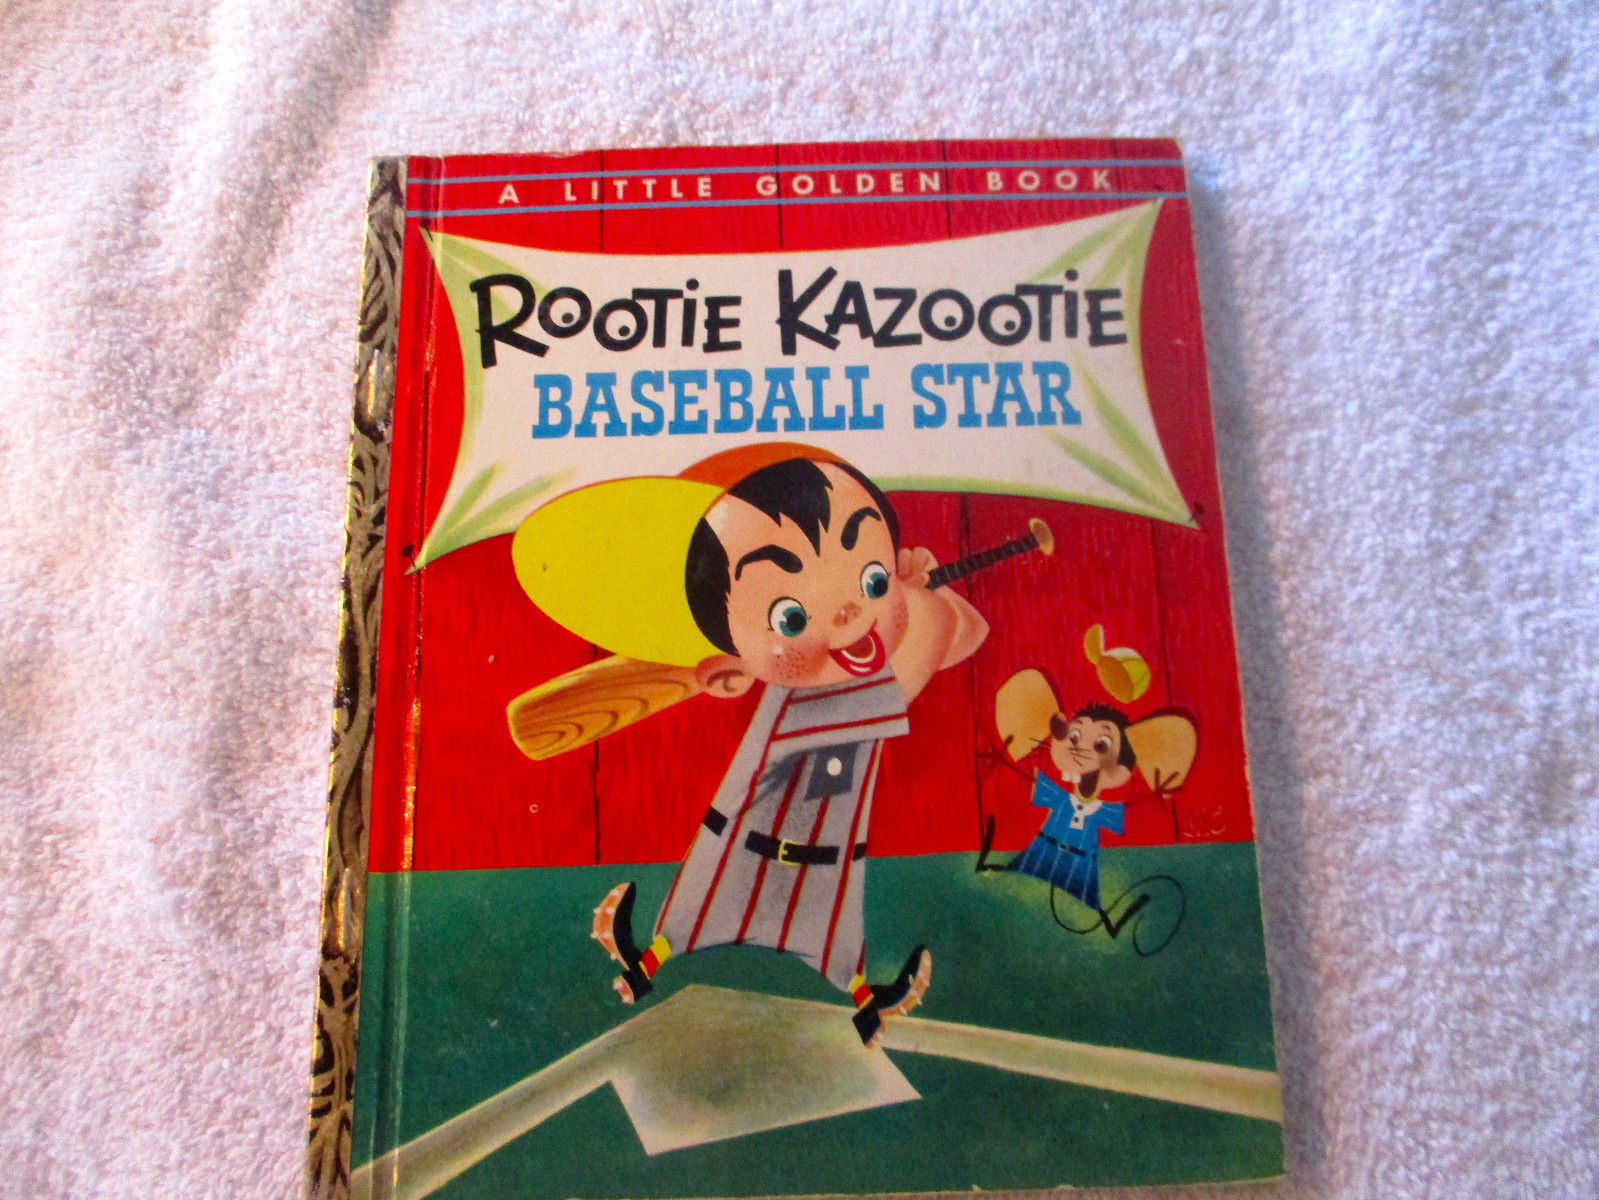 A LITTLE GOLDEN BOOK
ROOTiE KAZOOTiE
BASEBALL STAR